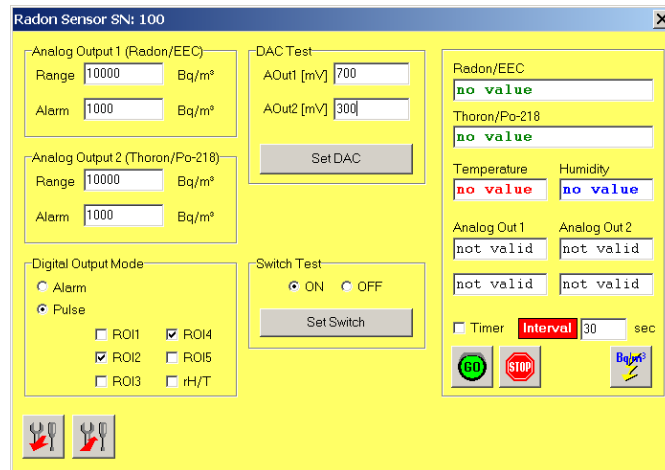 Radon Sensor SN: 100
Analog Output 1 (Radon/EEC)
Range 10000 Bq/m³
Alarm 1000 Bq/m³
Analog Output 2 (Thoron/Po-218)
Range 10000 Bq/m³
Alarm 1000 Bq/m³
Digital Output Mode
Alarm
Pulse
ROI1 ROI4
ROI2 ROI5
ROI3 rH/T
DAC Test
AOut1 [mV] 700
AOut2 [mV] 300
Set DAC
Switch Test
ON OFF
Set Switch
Radon/EEC
no value
Thoron/Po-218
no value
Temperature Humidity
no value no value
Analog Out 1 Analog Out 2
not valid not valid
not valid not valid
Timer Interval 30 sec
GO STOP Bq/m³